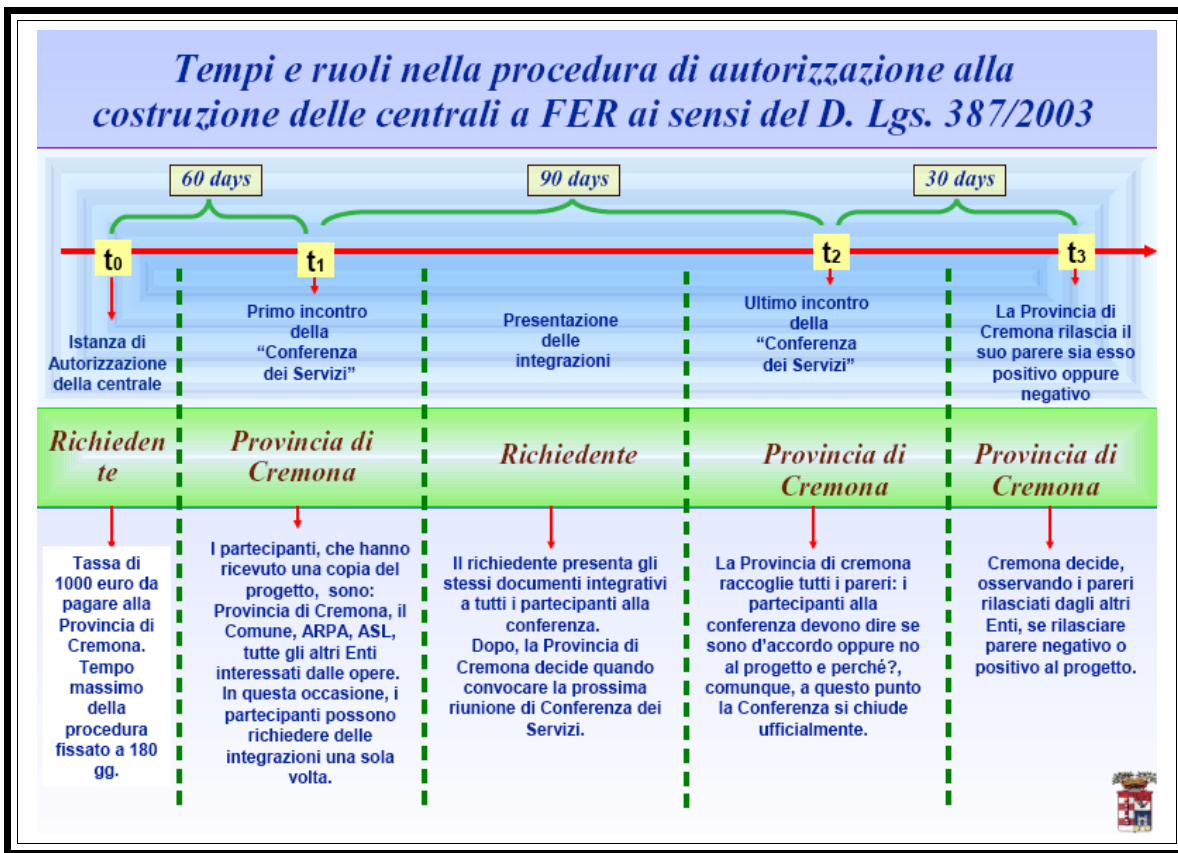 Tempi e ruoli nella procedura di autorizzazione alla
costruzione delle centrali a FER ai sensi del D. Lgs. 387/2003
60 days
90 days
30 days
t0
t1
t2
t3
Istanza di
Autorizzazione
della centrale
Primo incontro
della
“Conferenza
dei Servizi”
Presentazione
delle
integrazioni
Ultimo incontro
della
“Conferenza
dei Servizi”
La Provincia di
Cremona rilascia il
suo parere sia esso
positivo oppure
negativo
Richieden
te
Provincia di
Cremona
Richiedente
Provincia di
Cremona
Provincia di
Cremona
Tassa di
1000 euro da
pagare alla
Provincia di
Cremona.
Tempo
massimo
della
procedura
fissato a 180
gg.
I partecipanti, che hanno
ricevuto una copia del
progetto, sono:
Provincia di Cremona, il
Comune, ARPA, ASL,
tutte gli altri Enti
interessati dalle opere.
In questa occasione, i
partecipanti possono
richiedere delle
integrazioni una sola
volta.
Il richiedente presenta gli
stessi documenti integrativi
a tutti i partecipanti alla
conferenza.
Dopo, la Provincia di
Cremona decide quando
convocare la prossima
riunione di Conferenza dei
Servizi.
La Provincia di cremona
raccoglie tutti i pareri: i
partecipanti alla
conferenza devono dire se
sono d’accordo oppure no
al progetto e perché?,
comunque, a questo punto
la Conferenza si chiude
ufficialmente.
Cremona decide,
osservando i pareri
rilasciati dagli altri
Enti, se rilasciare
parere negativo o
positivo al progetto.